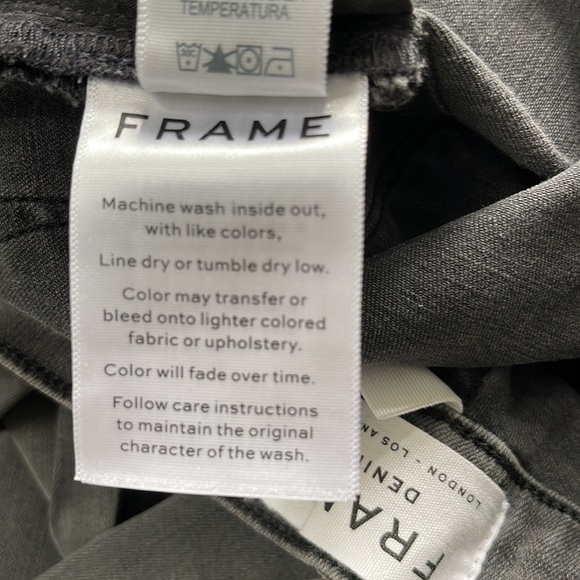 TEMPERATURA
FRAME
Machine wash inside out,
with like colors,
Line dry or tumble dry low.
Color may transfer or
bleed onto lighter colored
fabric or upholstery.
Color will fade over time.
Follow care instructions
to maintain the original
character of the wash.
FRA
DENI
LONDON - LOS AN